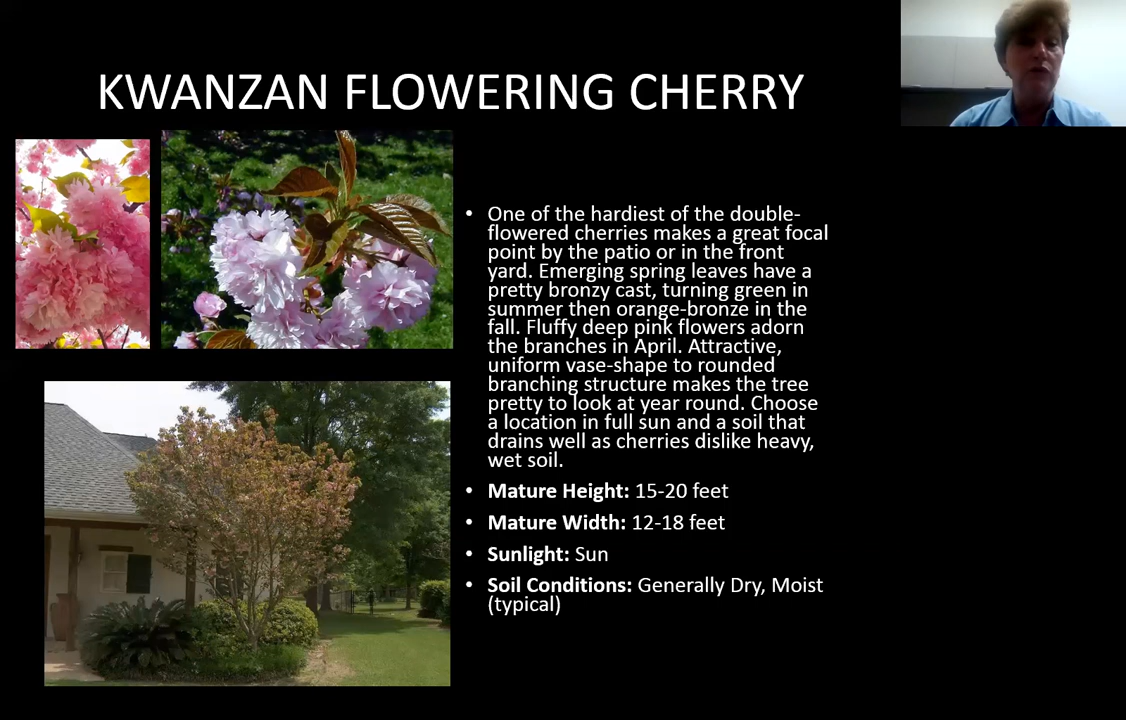 KWANZAN FLOWERING CHERRY
• One of the hardiest of the double-
flowered cherries makes a great focal
point by the patio or in the front
yard. Emerging spring leaves have a
pretty bronzy cast, turning green in
summer then orange-bronze in the
fall. Fluffy deep pink flowers adorn
the branches in April. Attractive,
uniform vase-shape to rounded
branching structure makes the tree
pretty to look at year round. Choose
a location in full sun and a soil that
drains well as cherries dislike heavy,
wet soil.
• Mature Height: 15-20 feet
• Mature Width: 12-18 feet
• Sunlight: Sun
• Soil Conditions: Generally Dry, Moist
(typical)